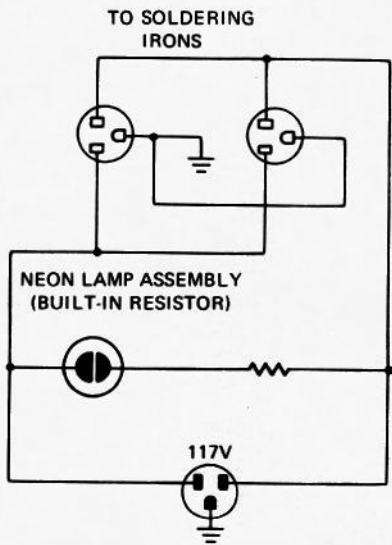 TO SOLDERING
IRONS
NEON LAMP ASSEMBLY
(BUILT-IN RESISTOR)
117V